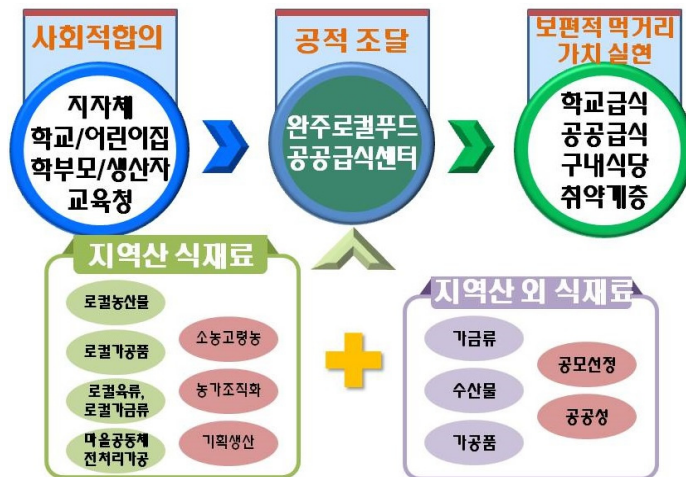 사회적합의
공적 조달
보편적 먹거리
가치 실현
지자체
학교/어린이집
학부모/생산자
교육청
완주로컬푸드
공공급식센터
학교급식
공공급식
구내식당
취약계층
지역산 식재료
로컬농산물
로컬가공품
로컬육류,
로컬가금류
마을공동체
전처리가공
소농고령농
농가조직화
기획생산
지역산 외 식재료
가금류
수산물
가공품
공모선정
공공성